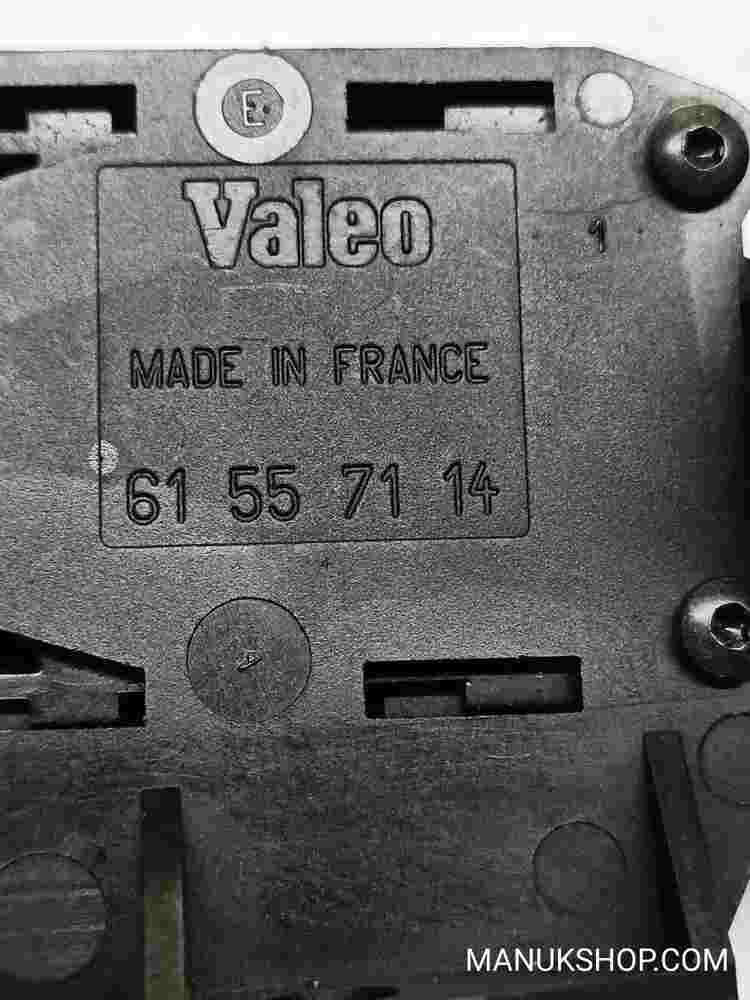 E
Valeo
1
MADE IN FRANCE
61 55 71 14
MANUKSHOP.COM